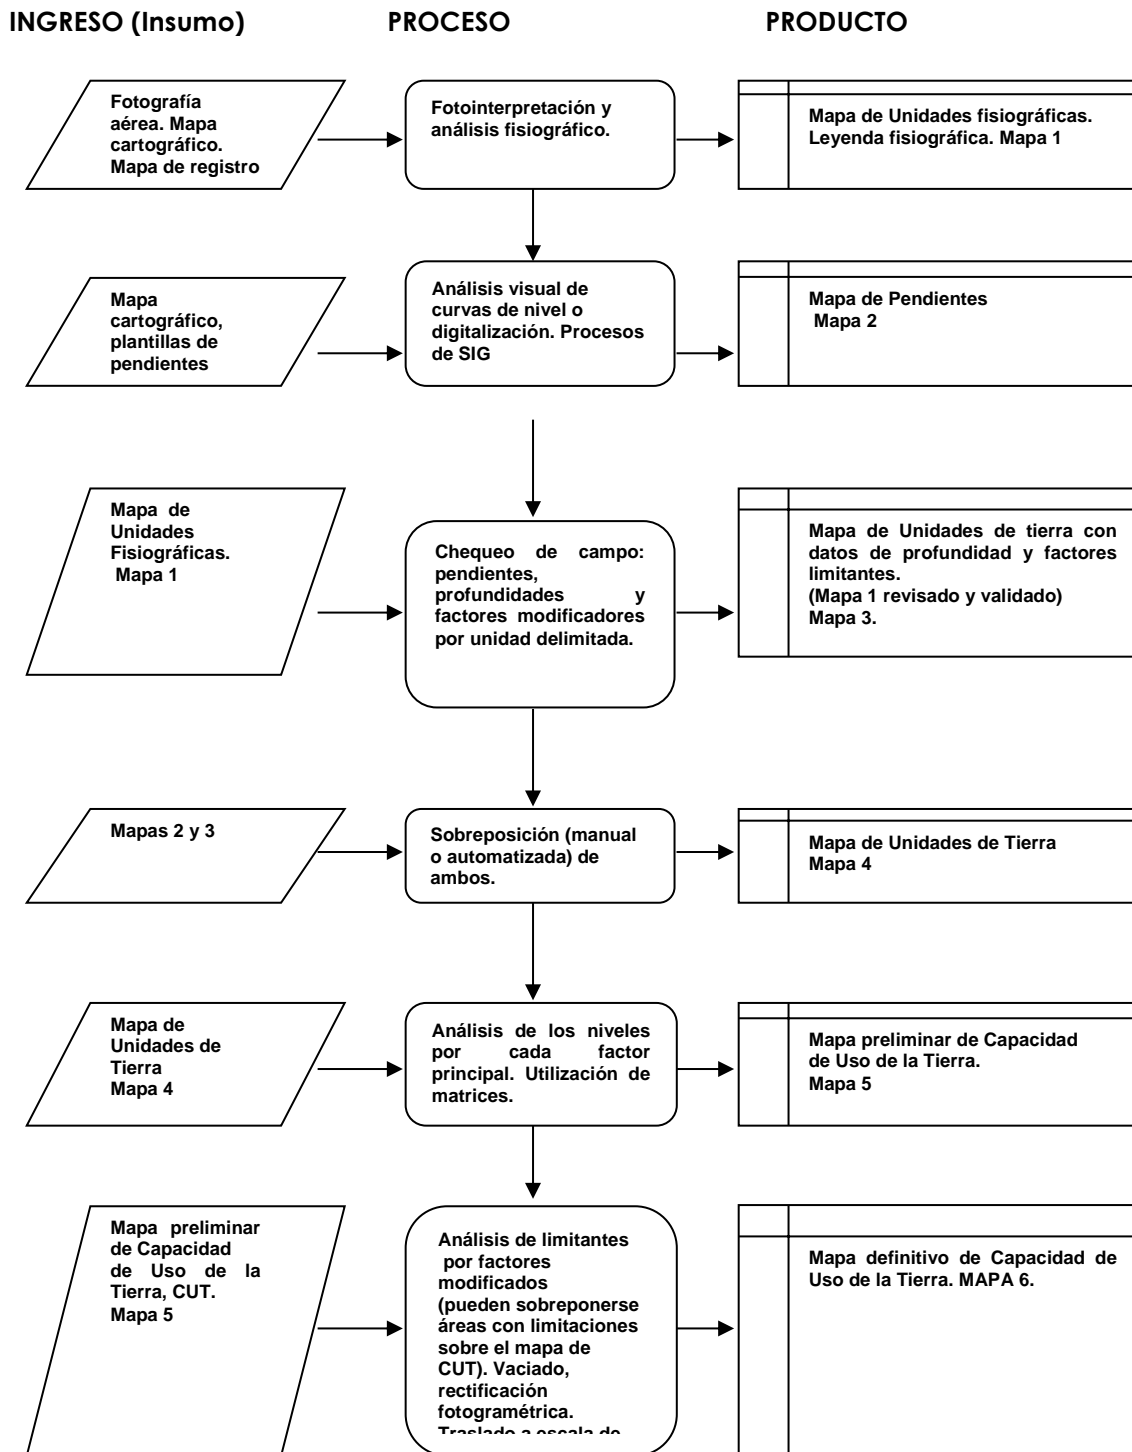 INGRESO (Insumo) PROCESO PRODUCTO
Fotografía
aérea. Mapa
cartográfico.
Mapa de registro
Fotointerpretación y
análisis fisiográfico.
Mapa de Unidades fisiográficas.
Leyenda fisiográfica. Mapa 1
Mapa
cartográfico,
plantillas de
pendientes
Análisis visual de
curvas de nivel o
digitalización. Procesos
de SIG
Mapa de Pendientes
Mapa 2
Mapa de
Unidades
Fisiográficas.
Mapa 1
Chequeo de campo:
pendientes,
profundidades y
factores modificadores
por unidad delimitada.
Mapa de Unidades de tierra con
datos de profundidad y factores
limitantes.
(Mapa 1 revisado y validado)
Mapa 3.
Mapas 2 y 3
Sobreposición (manual
o automatizada) de
ambos.
Mapa de Unidades de Tierra
Mapa 4
Mapa de
Unidades de
Tierra
Mapa 4
Análisis de los niveles
por cada factor
principal. Utilización de
matrices.
Mapa preliminar de Capacidad
de Uso de la Tierra.
Mapa 5
Mapa preliminar
de Capacidad
de Uso de la
Tierra, CUT.
Mapa 5
Análisis de limitantes
por factores
modificados
(pueden sobreponerse
áreas con limitaciones
sobre el mapa de
CUT). Vaciado,
rectificación
fotogramétrica.
Traslado a escala de
Mapa definitivo de Capacidad de
Uso de la Tierra. MAPA 6.